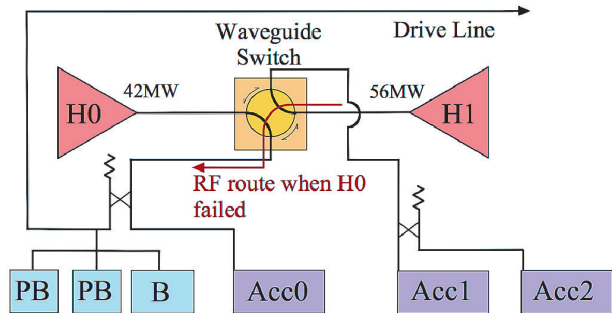 Waveguide
Switch
Drive Line
H0
42MW
56MW
H1
RF route when H0
failed
PB
PB
B
Acc0
Acc1
Acc2